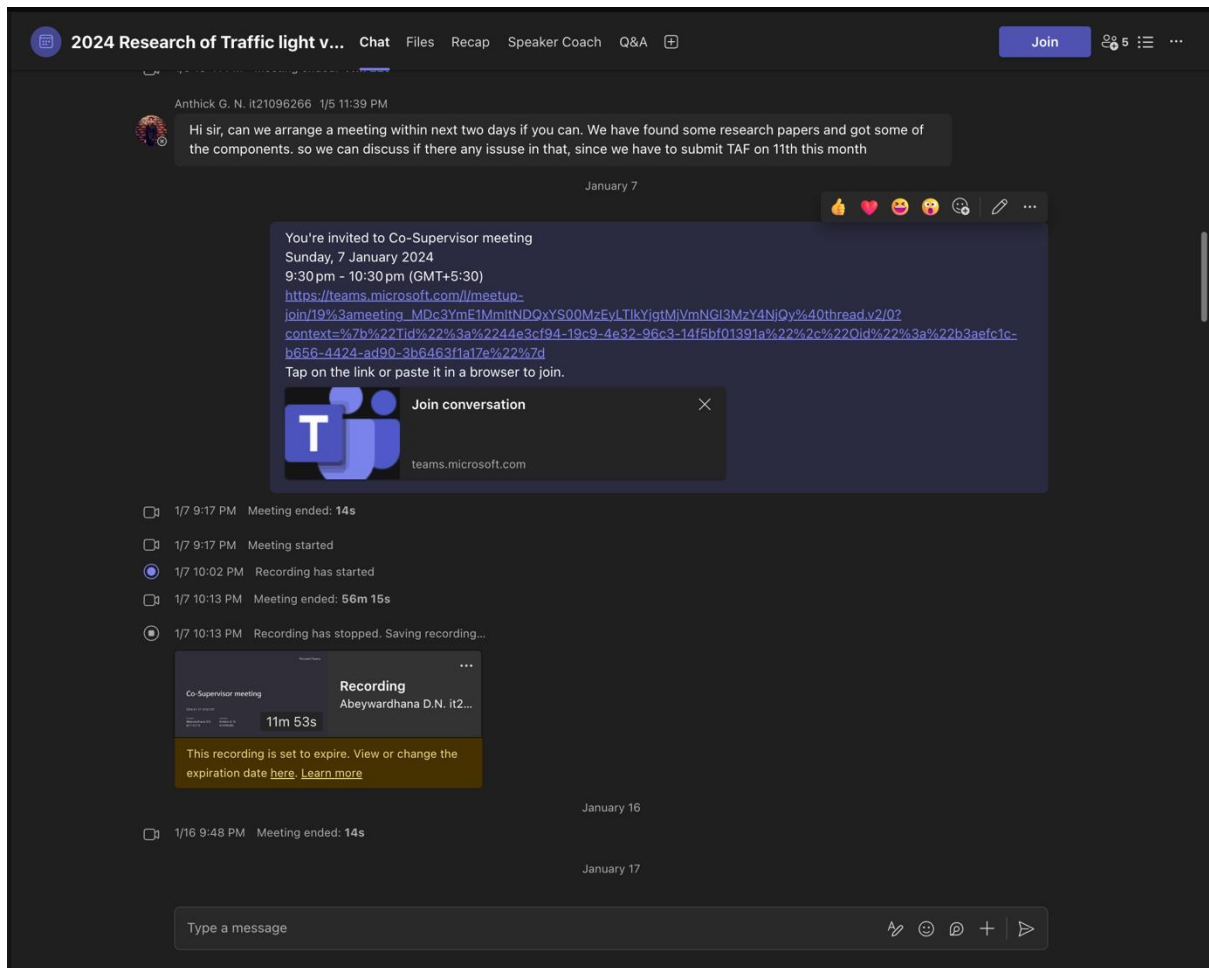 2024 Research of Traffic light v... Chat Files Recap Speaker Coach Q&A Join 5
Anthick G. N. it21096266 1/5 11:39 PM
Hi sir, can we arrange a meeting within next two days if you can. We have found some research papers and got some of
the components. so we can discuss if there any issuse in that, since we have to submit TAF on 11th this month
January 7
You're invited to Co-Supervisor meeting
Sunday, 7 January 2024
9:30 pm - 10:30 pm (GMT+5:30)
https://teams.microsoft.com/l/meetup-
join/19%3ameeting_MDc3YmE1MmItNDQxYS00MzEyLTlkYjgtMjVmNGI3MzY4NjQy%40thread.v2/0?
context=%7b%22Tid%22%3a%2244e3cf94-19c9-4e32-96c3-14f5bf01391a%22%2c%22Oid%22%3a%22b3aefc1c-
b656-4424-ad90-3b6463f1a17e%22%7d
Tap on the link or paste it in a browser to join.
Join conversation
T
teams.microsoft.com
1/7 9:17 PM Meeting ended: 14s
1/7 9:17 PM Meeting started
1/7 10:02 PM Recording has started
1/7 10:13 PM Meeting ended: 56m 15s
1/7 10:13 PM Recording has stopped. Saving recording...
Co-Supervisor meeting
11m 53s
Recording
Abeywardhana D.N. it2...
This recording is set to expire. View or change the
expiration date here. Learn more
January 16
1/16 9:48 PM Meeting ended: 14s
January 17
Type a message